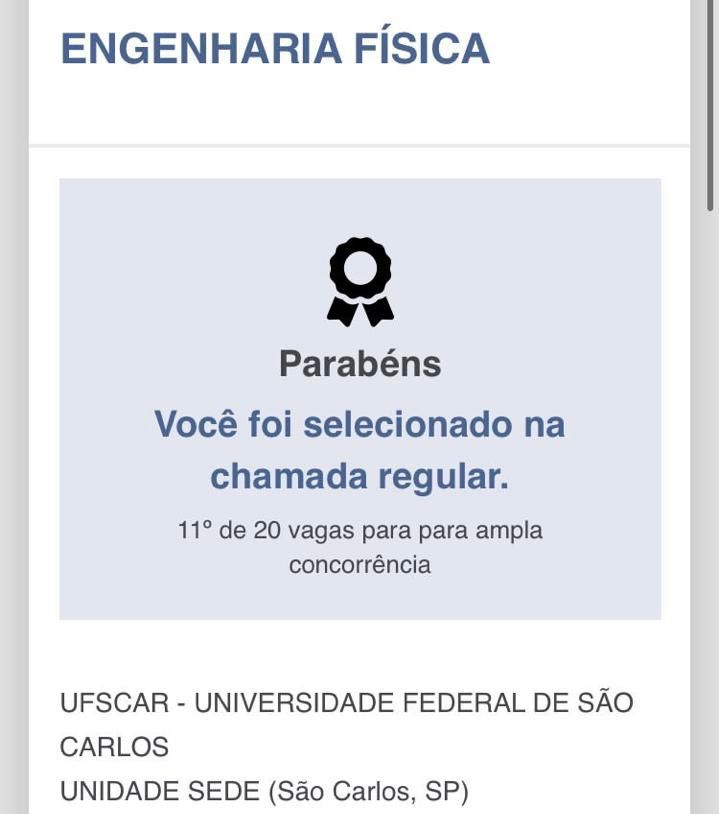 ENGENHARIA FÍSICA
Parabéns
Você foi selecionado na
chamada regular.
11º de 20 vagas para para ampla
concorrência
UFSCAR - UNIVERSIDADE FEDERAL DE SÃO
CARLOS
UNIDADE SEDE (São Carlos, SP)